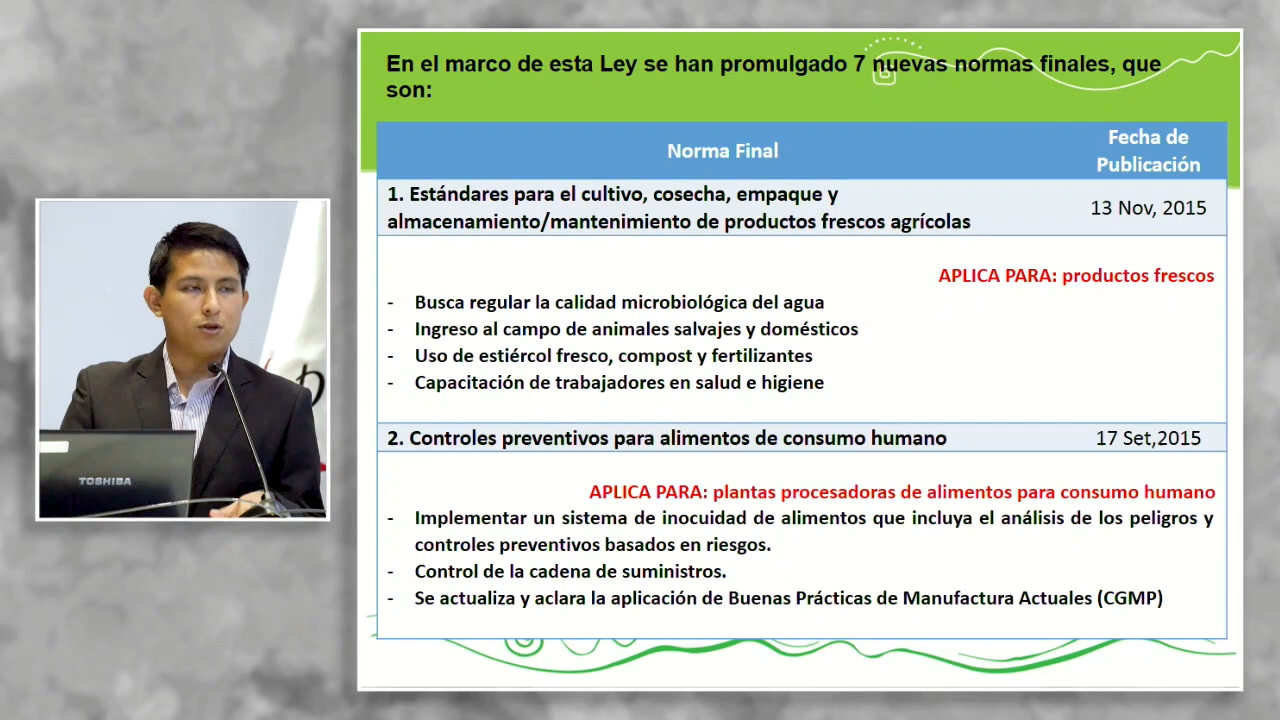 En el marco de esta Ley se han promulgado 7 nuevas normas finales, que
son:
Norma Final
Fecha de
Publicación
1. Estándares para el cultivo, cosecha, empaque y
almacenamiento/mantenimiento de productos frescos agrícolas
13 Nov, 2015
APLICA PARA: productos frescos
- Busca regular la calidad microbiológica del agua
- Ingreso al campo de animales salvajes y domésticos
- Uso de estiércol fresco, compost y fertilizantes
- Capacitación de trabajadores en salud e higiene
2. Controles preventivos para alimentos de consumo humano
17 Set,2015
APLICA PARA: plantas procesadoras de alimentos para consumo humano
- Implementar un sistema de inocuidad de alimentos que incluya el análisis de los peligros y
controles preventivos basados en riesgos.
- Control de la cadena de suministros.
- Se actualiza y aclara la aplicación de Buenas Prácticas de Manufactura Actuales (CGMP)
TOSHIBA